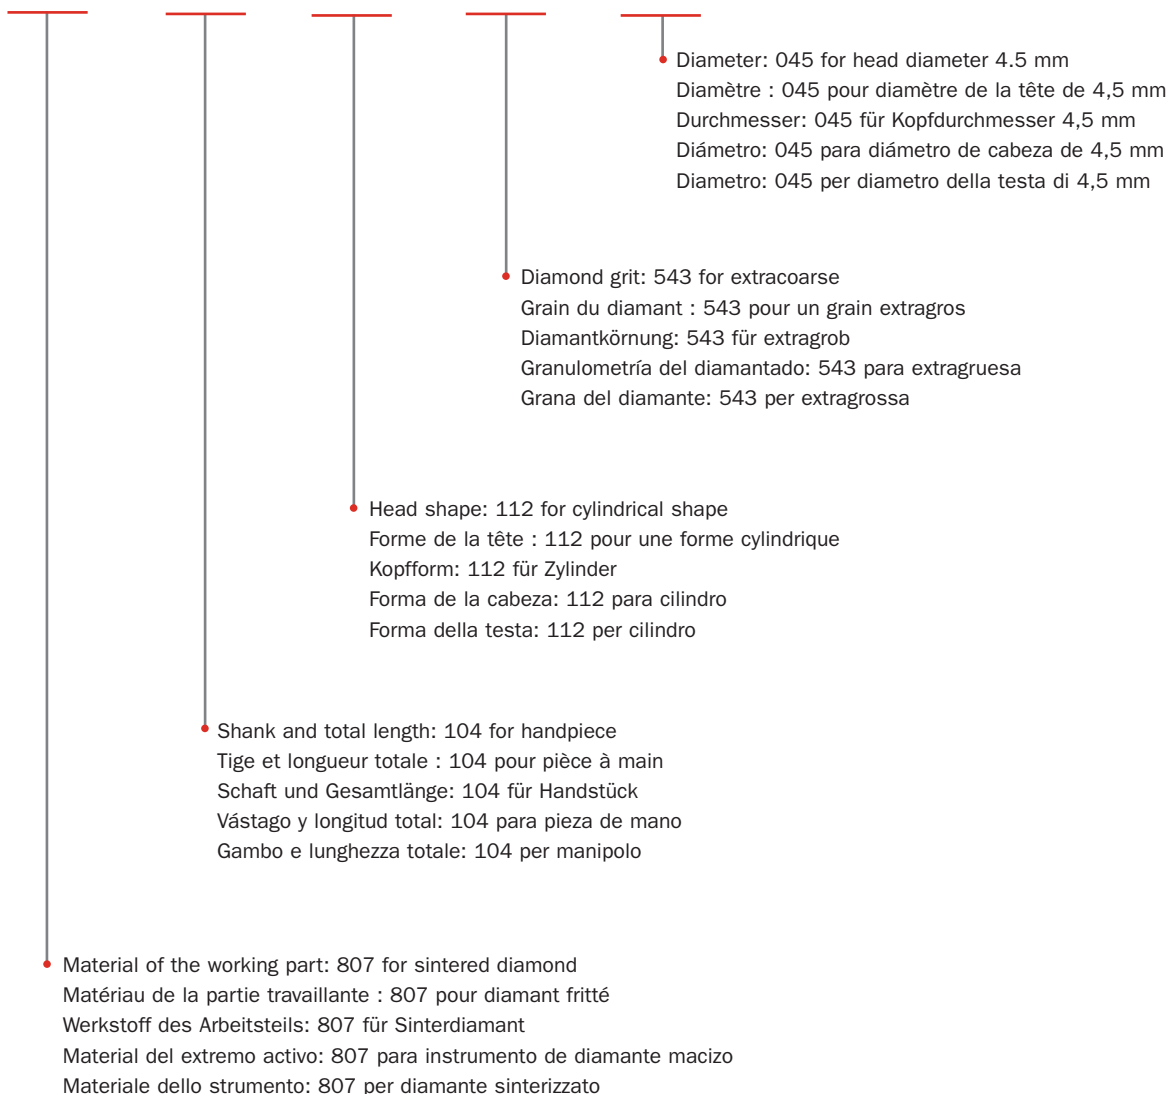 Diameter: 045 for head diameter 4.5 mm
Diamètre : 045 pour diamètre de la tête de 4,5 mm
Durchmesser: 045 für Kopfdurchmesser 4,5 mm
Diámetro: 045 para diámetro de cabeza de 4,5 mm
Diametro: 045 per diametro della testa di 4,5 mm
Diamond grit: 543 for extracoarse
Grain du diamant : 543 pour un grain extragros
Diamantkörnung: 543 für extragrob
Granulometría del diamantado: 543 para extragruesa
Grana del diamante: 543 per extragrossa
Head shape: 112 for cylindrical shape
Forme de la tête : 112 pour une forme cylindrique
Kopfform: 112 für Zylinder
Forma de la cabeza: 112 para cilindro
Forma della testa: 112 per cilindro
Shank and total length: 104 for handpiece
Tige et longueur totale : 104 pour pièce à main
Schaft und Gesamtlänge: 104 für Handstück
Vástago y longitud total: 104 para pieza de mano
Gambo e lunghezza totale: 104 per manipolo
Material of the working part: 807 for sintered diamond
Matériau de la partie travaillante : 807 pour diamant fritté
Werkstoff des Arbeitsteils: 807 für Sinterdiamant
Material del extremo activo: 807 para instrumento de diamante macizo
Materiale dello strumento: 807 per diamante sinterizzato